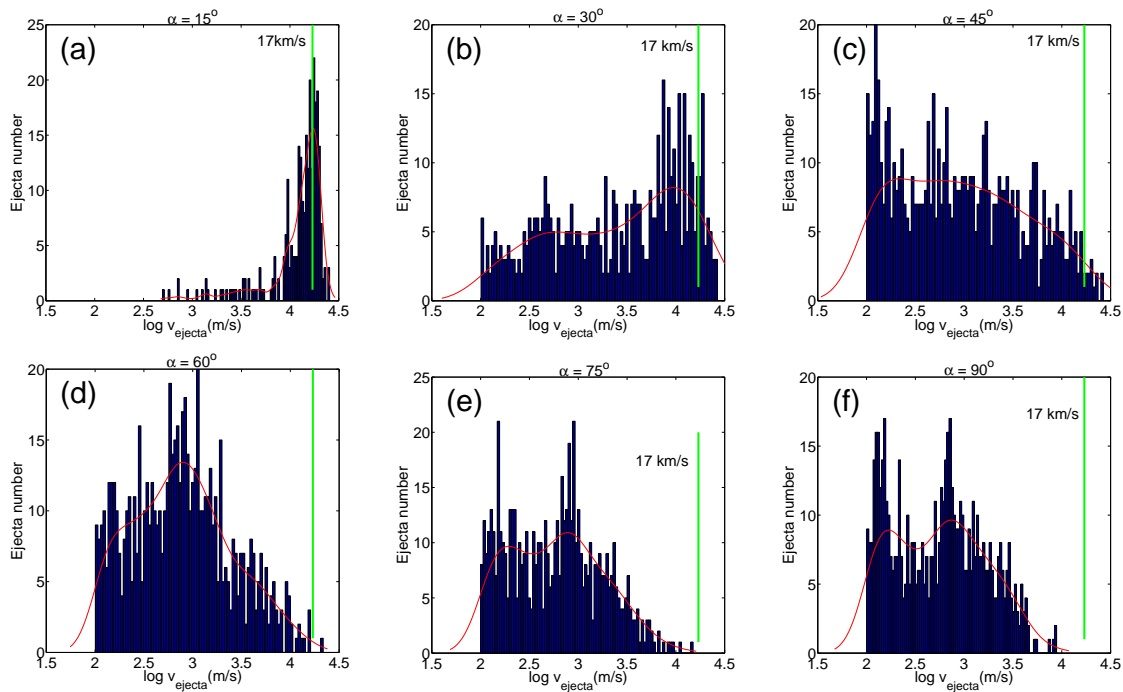 α = 15°
(a)
17km/s
Ejecta number
0
5
10
15
20
25
1.5 2 2.5 3 3.5 4 4.5
log v_ejecta(m/s)
α = 30°
(b)
17 km/s
Ejecta number
0
5
10
15
20
1.5 2 2.5 3 3.5 4 4.5
log v_ejecta(m/s)
α = 45°
(c)
17 km/s
Ejecta number
0
5
10
15
20
1.5 2 2.5 3 3.5 4 4.5
log v_ejecta(m/s)
α = 60°
(d)
Ejecta number
0
5
10
15
20
1.5 2 2.5 3 3.5 4 4.5
log v_ejecta(m/s)
α = 75°
(e)
17 km/s
Ejecta number
0
5
10
15
20
25
1.5 2 2.5 3 3.5 4 4.5
log v_ejecta(m/s)
α = 90°
(f)
17 km/s
Ejecta number
0
5
10
15
20
1.5 2 2.5 3 3.5 4 4.5
log v_ejecta(m/s)